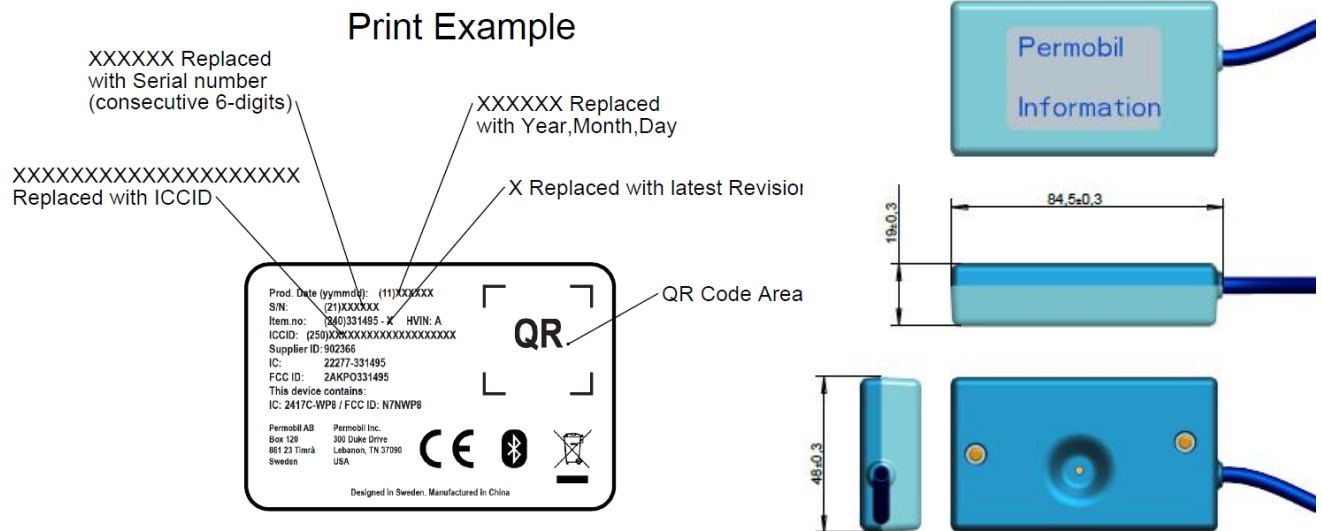 Print Example
XXXXXX Replaced
with Serial number
(consecutive 6-digits)
XXXXXX Replaced
with Year,Month,Day
XXXXXXXXXXXXXXXXXXXX
Replaced with ICCID
X Replaced with latest Revision
QR Code Area
Prod. Date (yymmdd): (11)XXXXXX
S/N: (21)XXXXXX
Item.no: (240)331495 - X HVIN: A
ICCID: (250)XXXXXXXXXXXXXXXXXXXX
Supplier ID: 902366
IC: 22277-331495
FCC ID: 2AKPO331495
This device contains:
IC: 2417C-WP8 / FCC ID: N7NWP8
QR
Permobil AB
Box 120
861 23 Timrå
Sweden
Permobil Inc.
300 Duke Drive
Lebanon, TN 37090
USA
CE
Designed in Sweden. Manufactured in China
Permobil
Information
84,5±0,3
19±0,3
48±0,3